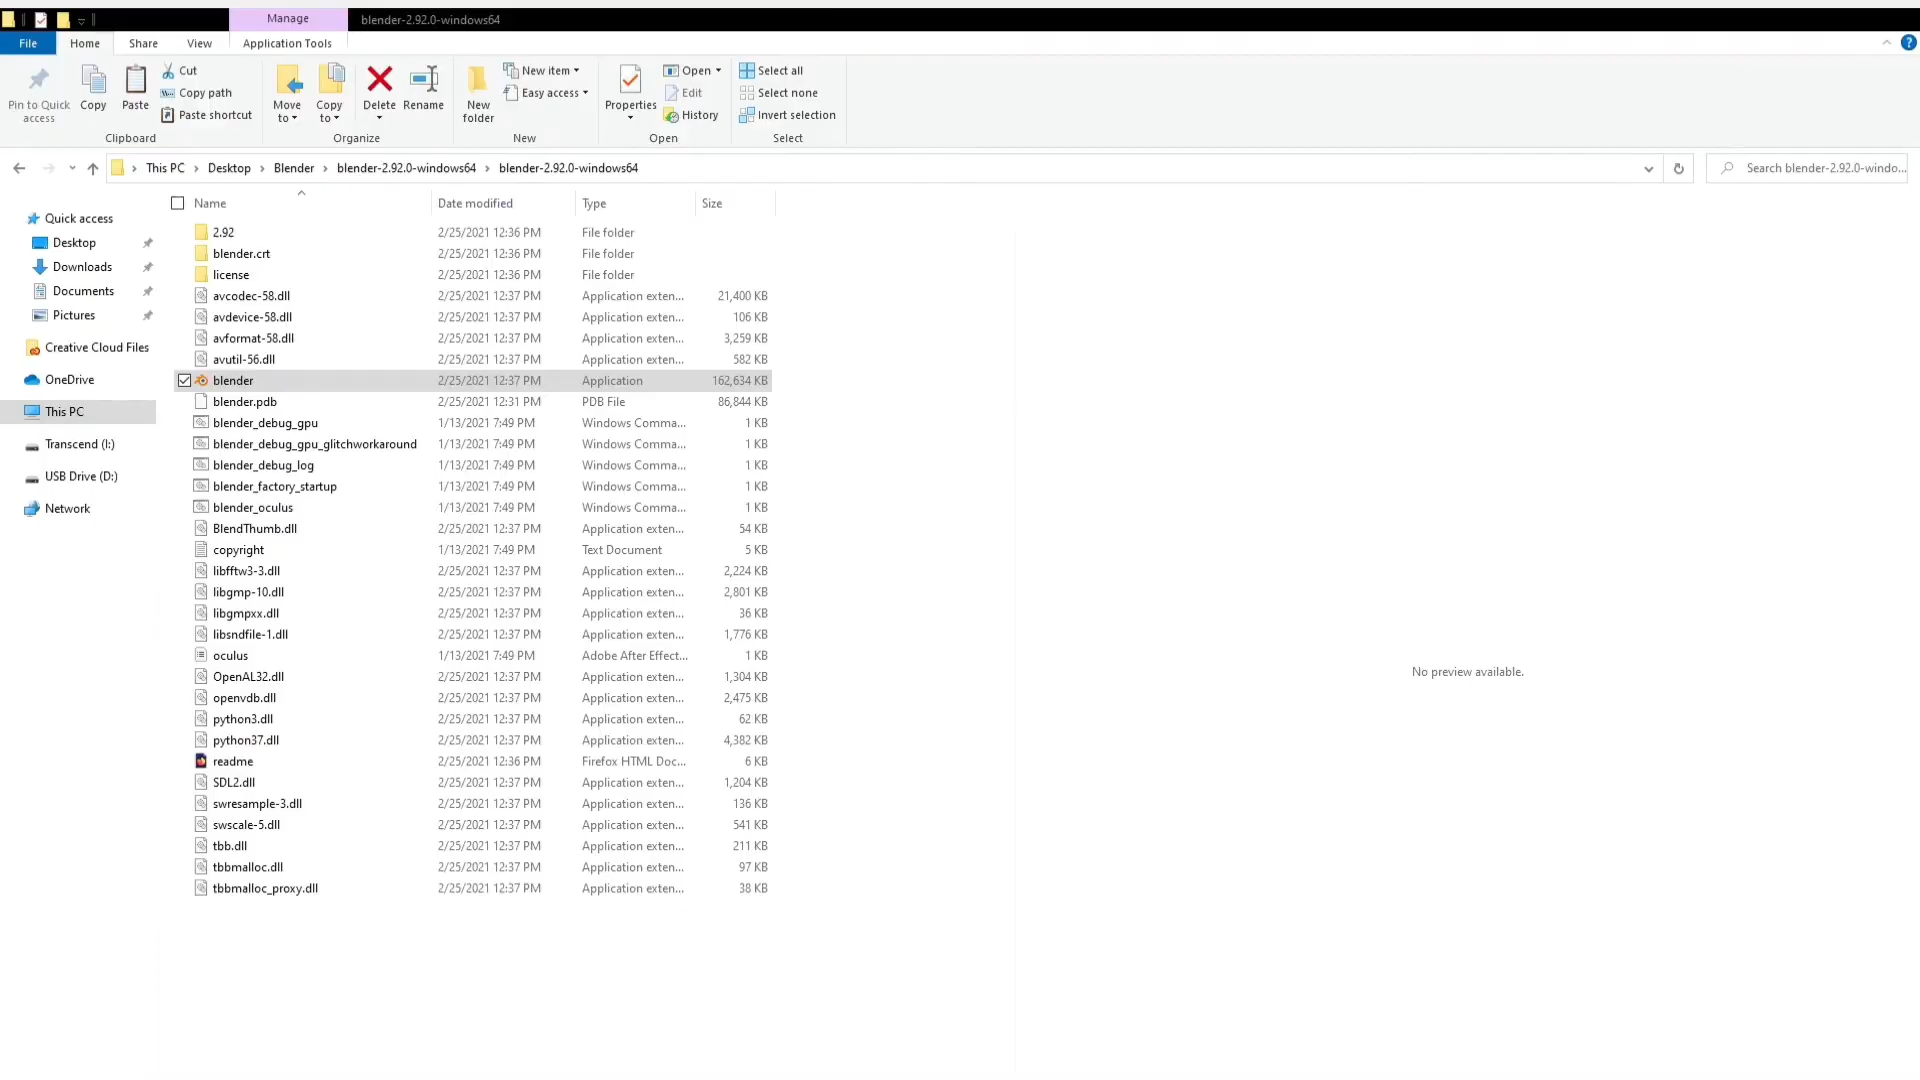 Manage
blender-2.92.0-windows64
File
Home
Share
View
Application Tools
Pin to Quick access
Copy
Paste
Cut
Copy path
Paste shortcut
Clipboard
Move to
Copy to
Delete
Rename
Organize
New folder
New item
Easy access
New
Properties
Open
Edit
History
Open
Select all
Select none
Invert selection
Select
This PC > Desktop > Blender > blender-2.92.0-windows64 > blender-2.92.0-windows64
Search blender-2.92.0-windo...
Quick access
Desktop
Downloads
Documents
Pictures
Creative Cloud Files
OneDrive
This PC
Transcend (I:)
USB Drive (D:)
Network
Name Date modified Type Size
2.92 2/25/2021 12:36 PM File folder
blender.crt 2/25/2021 12:36 PM File folder
license 2/25/2021 12:36 PM File folder
avcodec-58.dll 2/25/2021 12:37 PM Application exten... 21,400 KB
avdevice-58.dll 2/25/2021 12:37 PM Application exten... 106 KB
avformat-58.dll 2/25/2021 12:37 PM Application exten... 3,259 KB
avutil-56.dll 2/25/2021 12:37 PM Application exten... 582 KB
blender 2/25/2021 12:37 PM Application 162,634 KB
blender.pdb 2/25/2021 12:31 PM PDB File 86,844 KB
blender_debug_gpu 1/13/2021 7:49 PM Windows Comma... 1 KB
blender_debug_gpu_glitchworkaround 1/13/2021 7:49 PM Windows Comma... 1 KB
blender_debug_log 1/13/2021 7:49 PM Windows Comma... 1 KB
blender_factory_startup 1/13/2021 7:49 PM Windows Comma... 1 KB
blender_oculus 1/13/2021 7:49 PM Windows Comma... 1 KB
BlendThumb.dll 2/25/2021 12:37 PM Application exten... 54 KB
copyright 1/13/2021 7:49 PM Text Document 5 KB
libfftw3-3.dll 2/25/2021 12:37 PM Application exten... 2,224 KB
libgmp-10.dll 2/25/2021 12:37 PM Application exten... 2,801 KB
libgmpxx.dll 2/25/2021 12:37 PM Application exten... 36 KB
libsndfile-1.dll 2/25/2021 12:37 PM Application exten... 1,776 KB
oculus 1/13/2021 7:49 PM Adobe After Effect... 1 KB
OpenAL32.dll 2/25/2021 12:37 PM Application exten... 1,304 KB
openvdb.dll 2/25/2021 12:37 PM Application exten... 2,475 KB
python3.dll 2/25/2021 12:37 PM Application exten... 62 KB
python37.dll 2/25/2021 12:37 PM Application exten... 4,382 KB
readme 2/25/2021 12:36 PM Firefox HTML Doc... 6 KB
SDL2.dll 2/25/2021 12:37 PM Application exten... 1,204 KB
swresample-3.dll 2/25/2021 12:37 PM Application exten... 136 KB
swscale-5.dll 2/25/2021 12:37 PM Application exten... 541 KB
tbb.dll 2/25/2021 12:37 PM Application exten... 211 KB
tbbmalloc.dll 2/25/2021 12:37 PM Application exten... 97 KB
tbbmalloc_proxy.dll 2/25/2021 12:37 PM Application exten... 38 KB
No preview available.